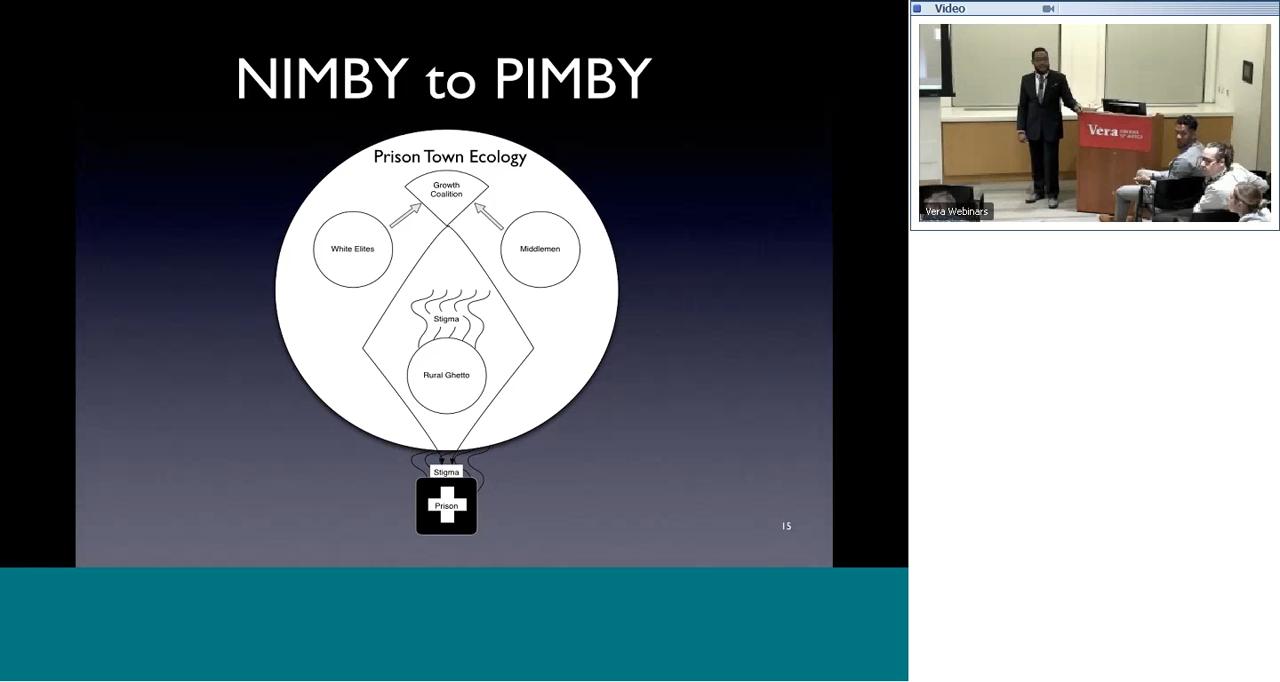 NIMBY to PIMBY
Prison Town Ecology
Growth
Coalition
White Elites
Middlemen
Stigma
Rural Ghetto
Stigma
Prison
15
Video
Vera
Vera Webinars